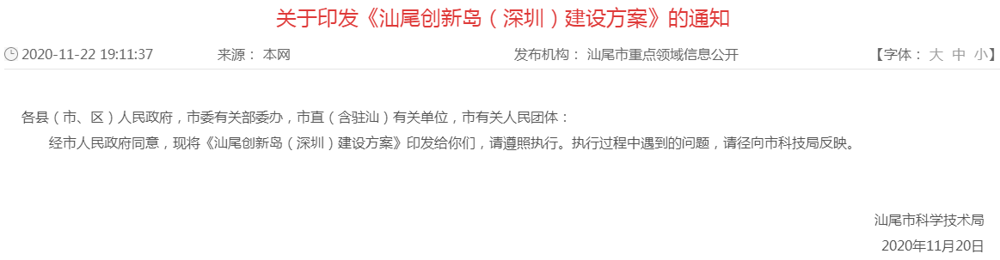 关于印发《汕尾创新岛（深圳）建设方案》的通知
2020-11-22 19:11:37 来源： 本网 发布机构： 汕尾市重点领域信息公开 【字体： 大 中 小】
各县（市、区）人民政府，市委有关部委办，市直（含驻汕）有关单位，市有关人民团体：
经市人民政府同意，现将《汕尾创新岛（深圳）建设方案》印发给你们，请遵照执行。执行过程中遇到的问题，请径向市科技局反映。
汕尾市科学技术局
2020年11月20日